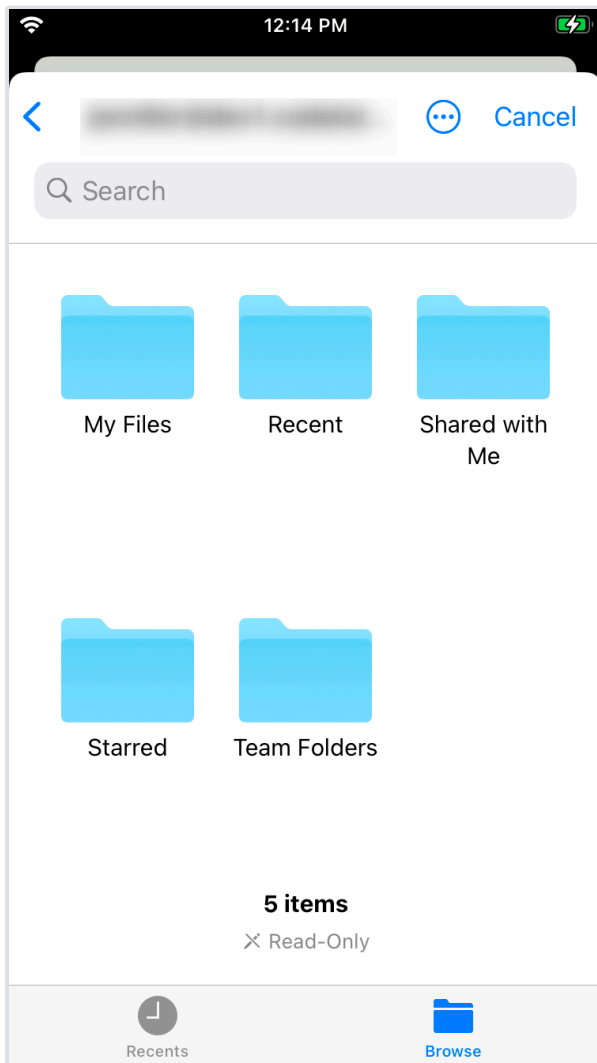 12:14 PM
Cancel
Search
My Files
Recent
Shared with
Me
Starred
Team Folders
5 items
Read-Only
Recents
Browse